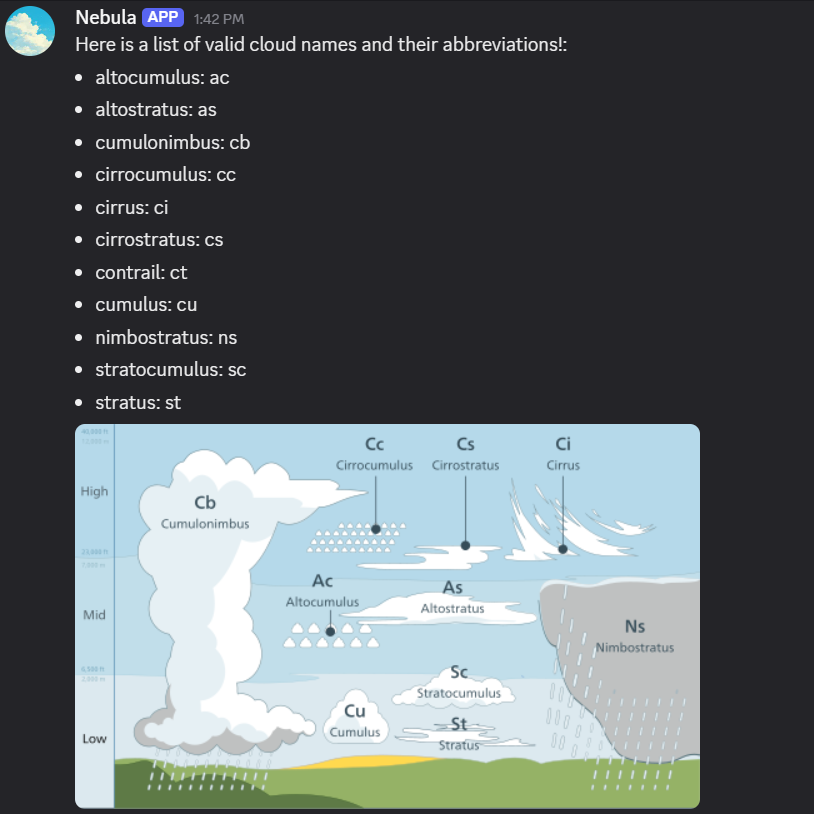 Nebula APP 1:42 PM
Here is a list of valid cloud names and their abbreviations!:
• altocumulus: ac
• altostratus: as
• cumulonimbus: cb
• cirrocumulus: cc
• cirrus: ci
• cirrostratus: cs
• contrail: ct
• cumulus: cu
• nimbostratus: ns
• stratocumulus: sc
• stratus: st
40,000 ft
12,000 m
Cc
Cirrocumulus
Cs
Cirrostratus
Ci
Cirrus
High
Cb
Cumulonimbus
23,000 ft
Ac
Altocumulus
As
Altostratus
Mid
Ns
Nimbostratus
6,500 ft
2,000 m
Sc
Stratocumulus
Cu
Cumulus
St
Stratus
Low